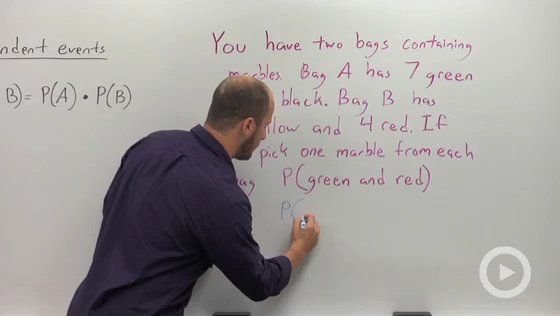 ndent events
B) = P(A) • P(B)
You have two bags containing
marbles. Bag A has 7 green
black. Bag B has
llow and 4 red. If
pick one marble from each
bag P(green and red)
P(